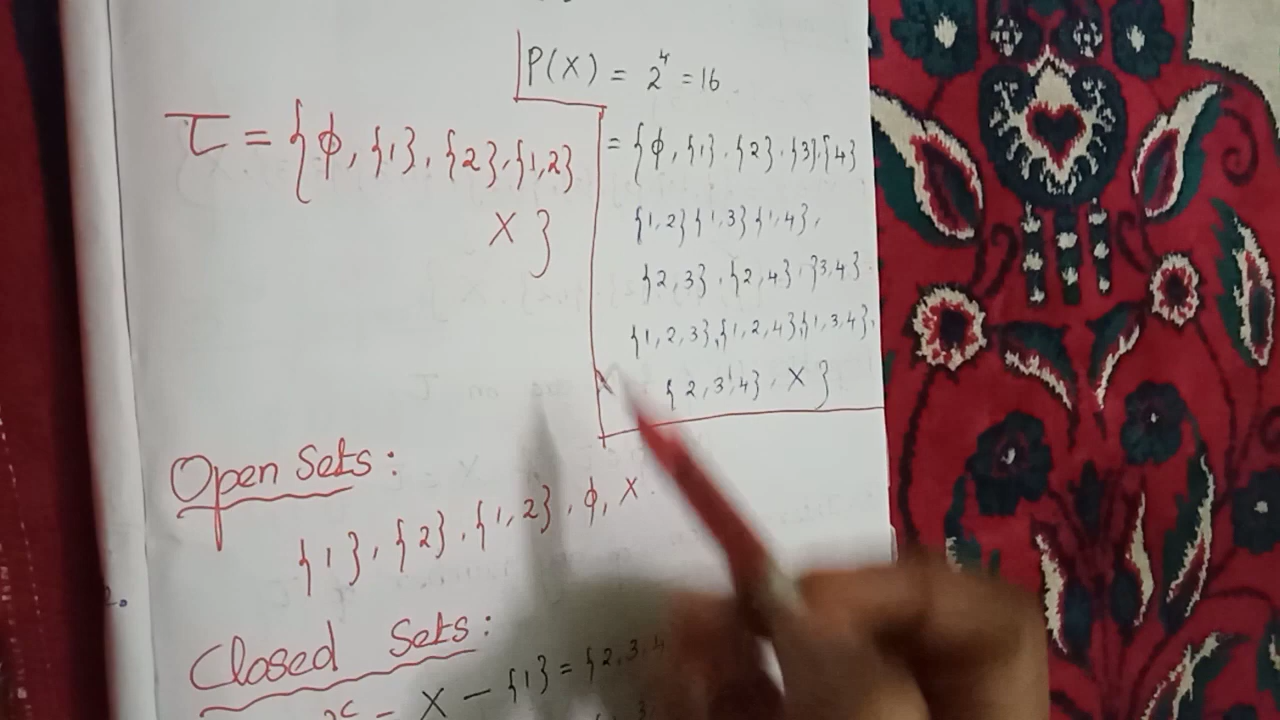 P(X) = 2⁴ = 16
τ = {ϕ, {1}, {2}, {1,2}
X }
= {ϕ, {1}, {2}, {3}, {4}
{1,2} {1,3} {1,4},
{2,3}, {2,4}, {3,4}.
{1,2,3}, {1,2,4}, {1,3,4},
{2,3,4}, X }
Open Sets:
{1}, {2}, {1,2}, ϕ, X.
Closed Sets:
X – {1} = {2,3,4